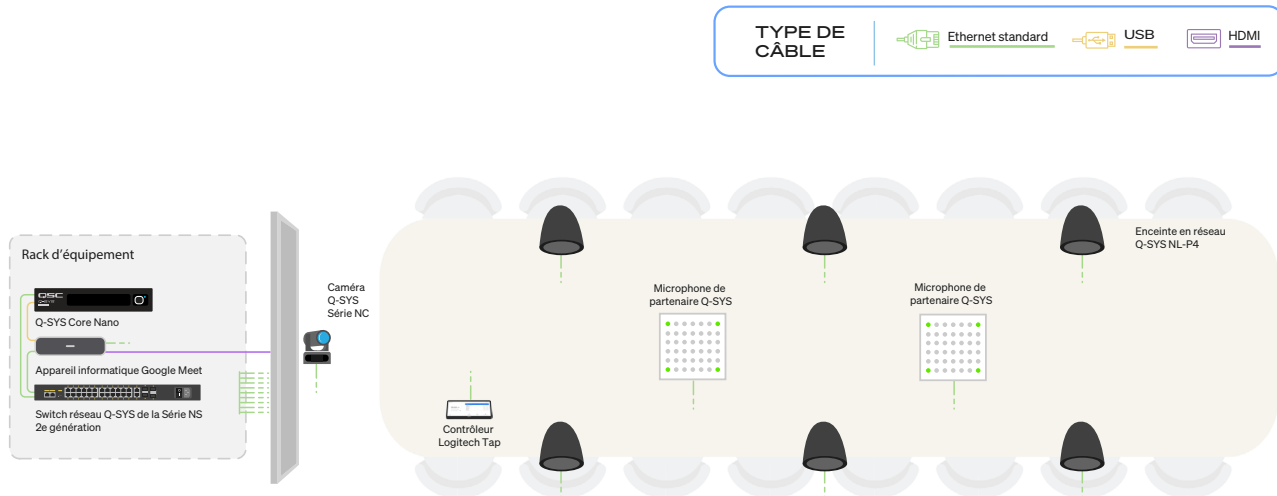 TYPE DE
CÂBLE
Ethernet standard
USB
HDMI
Rack d'équipement
QSC
Q-SYS
Q-SYS Core Nano
Appareil informatique Google Meet
Switch réseau Q-SYS de la Série NS
2e génération
Caméra
Q-SYS
Série NC
Contrôleur
Logitech Tap
Microphone de
partenaire Q-SYS
Microphone de
partenaire Q-SYS
Enceinte en réseau
Q-SYS NL-P4